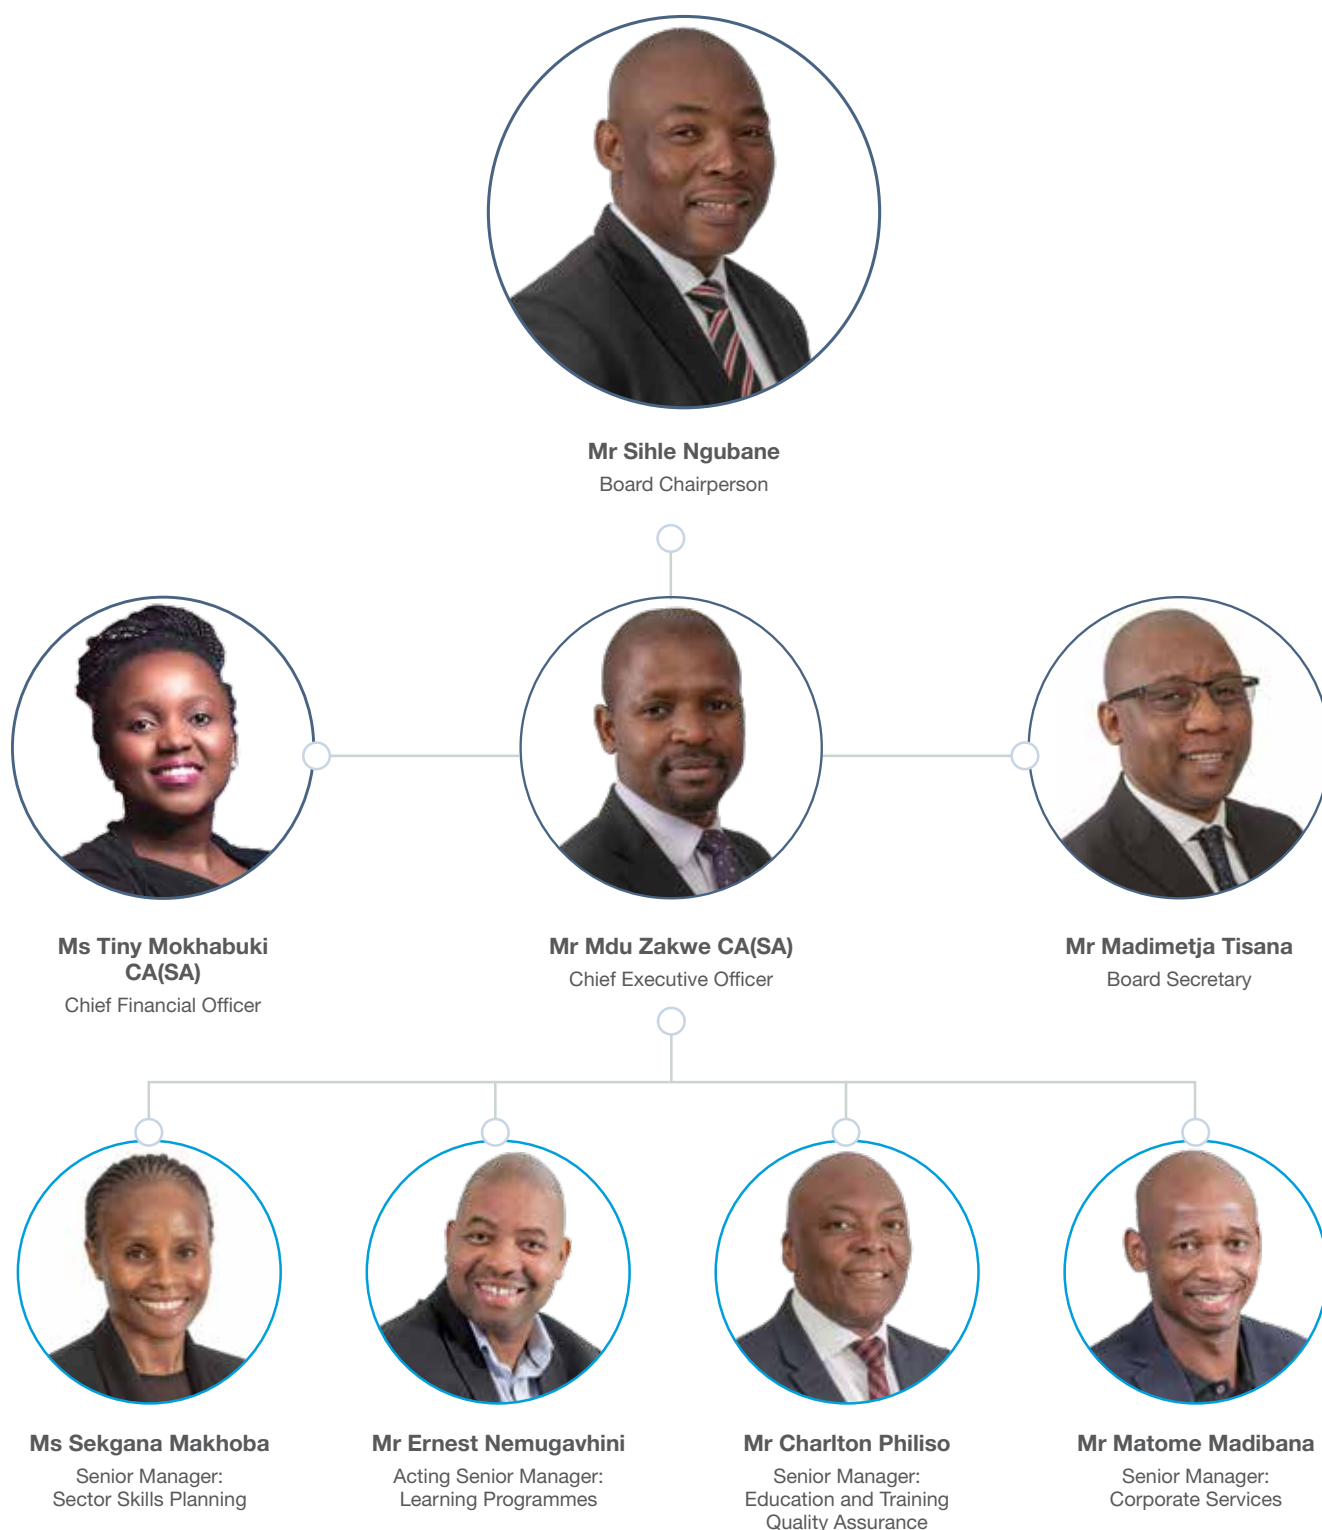 Mr Sihle Ngubane
Board Chairperson
Ms Tiny Mokhabuki
CA(SA)
Chief Financial Officer
Mr Mdu Zakwe CA(SA)
Chief Executive Officer
Mr Madimetja Tisana
Board Secretary
Ms Sekgana Makhoba
Senior Manager:
Sector Skills Planning
Mr Ernest Nemugavhini
Acting Senior Manager:
Learning Programmes
Mr Charlton Philiso
Senior Manager:
Education and Training
Quality Assurance
Mr Matome Madibana
Senior Manager:
Corporate Services